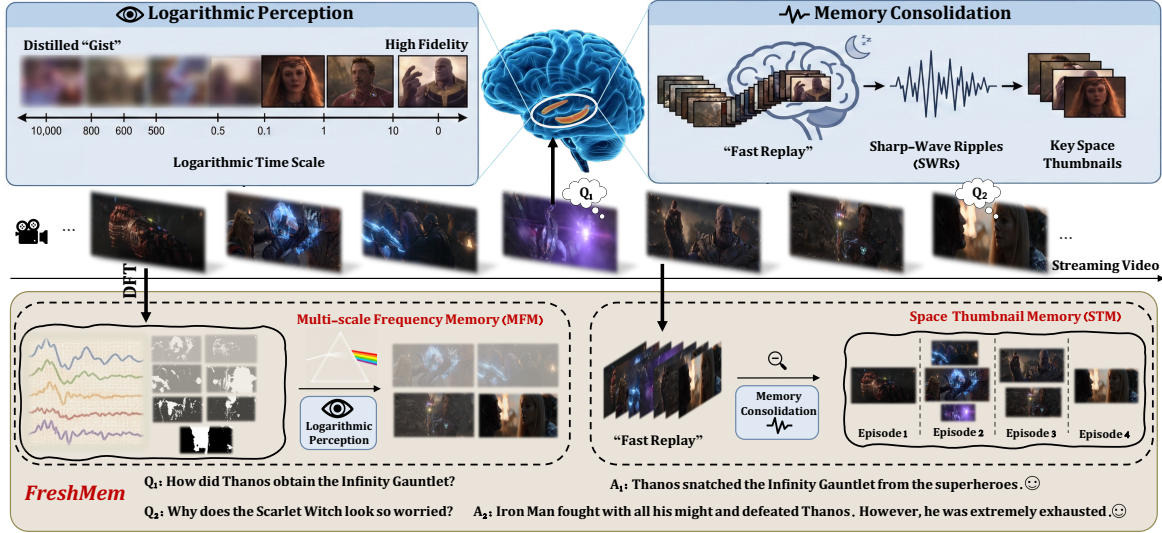 Logarithmic Perception
Distilled “Gist”
High Fidelity
10,000 800 600 500 0.5 0.1 1 10 0
Logarithmic Time Scale
Memory Consolidation
“Fast Replay”
Sharp-Wave Ripples
(SWRs)
Key Space
Thumbnails
z z z
Q₁
Q₂
...
...
Streaming Video
DFT
Multi-scale Frequency Memory (MFM)
Logarithmic
Perception
Space Thumbnail Memory (STM)
“Fast Replay”
Memory
Consolidation
Episode 1
Episode 2
Episode 3
Episode 4
FreshMem
Q₁: How did Thanos obtain the Infinity Gauntlet?
A₁: Thanos snatched the Infinity Gauntlet from the superheroes.
Q₂: Why does the Scarlet Witch look so worried?
A₂: Iron Man fought with all his might and defeated Thanos. However, he was extremely exhausted.